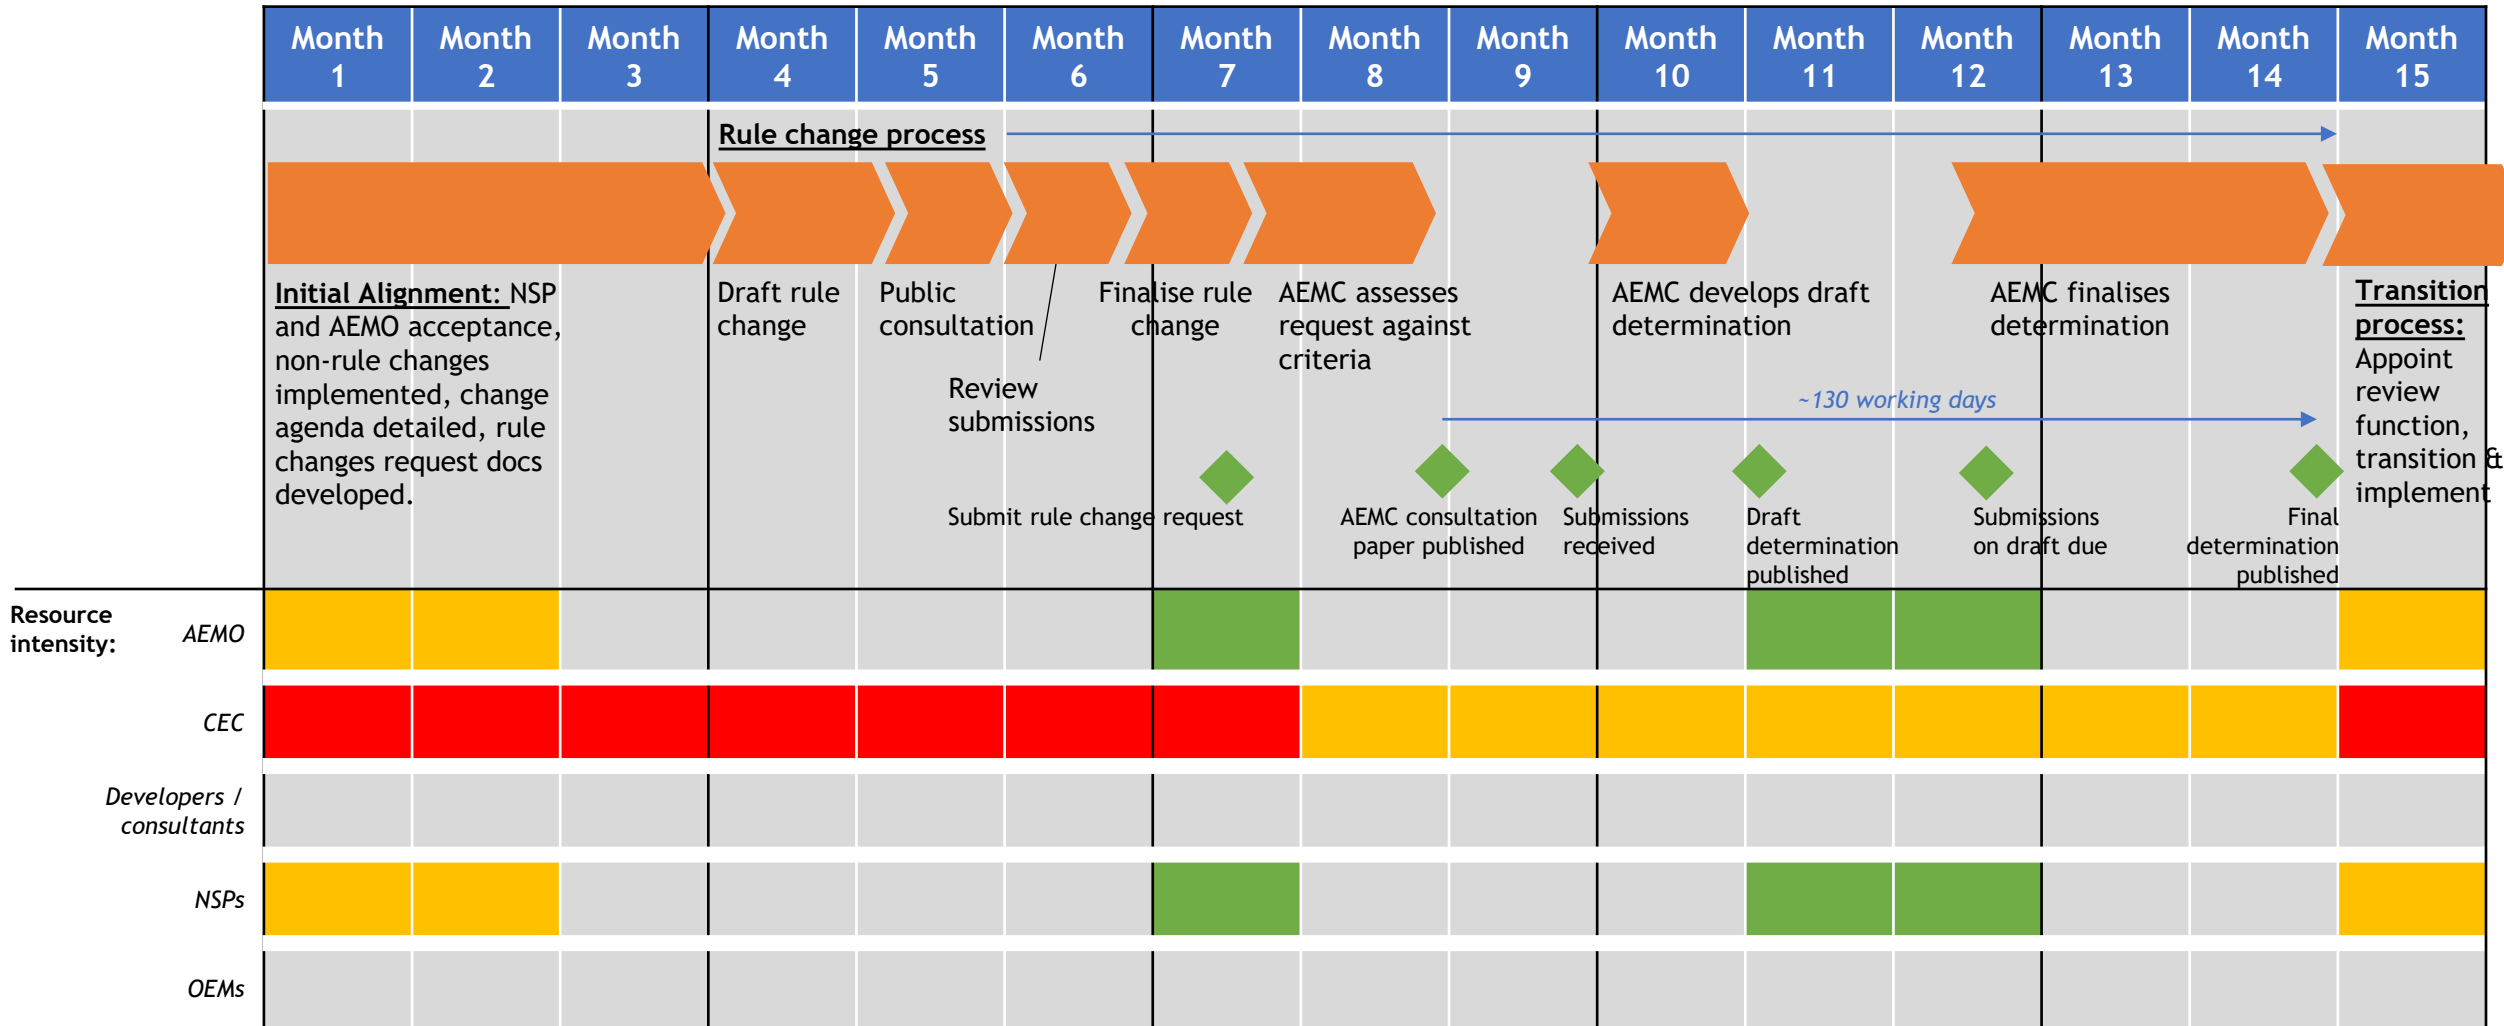 Month 1
Month 2
Month 3
Month 4
Month 5
Month 6
Month 7
Month 8
Month 9
Month 10
Month 11
Month 12
Month 13
Month 14
Month 15
Rule change process
Initial Alignment: NSP
and AEMO acceptance,
non-rule changes
implemented, change
agenda detailed, rule
changes request docs
developed.
Draft rule
change
Public
consultation
Review
submissions
Finalise rule
change
AEMC assesses
request against
criteria
AEMC develops draft
determination
AEMC finalises
determination
Transition
process:
Appoint
review
function,
transition &
implement
~130 working days
Submit rule change request
AEMC consultation
paper published
Submissions
received
Draft
determination
published
Submissions
on draft due
Final
determination
published
Resource
intensity:
AEMO
CEC
Developers /
consultants
NSPs
OEMs